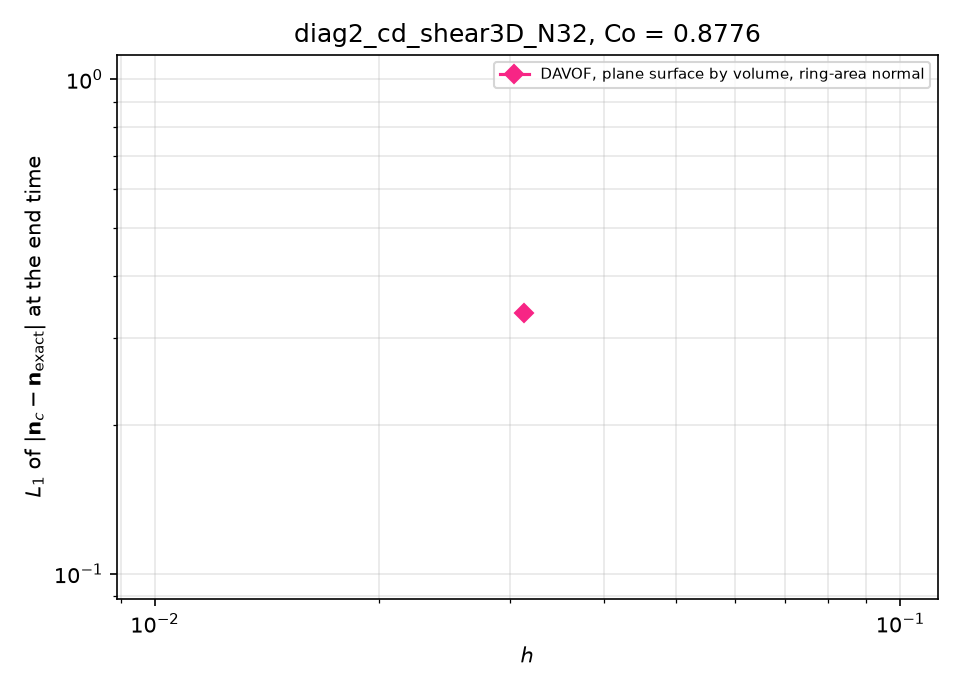 diag2_cd_shear3D_N32, Co = 0.8776
DAVOF, plane surface by volume, ring-area normal
L₁ of |n_c − n_exact| at the end time
10⁰
10⁻¹
10⁻²
10⁻¹
h